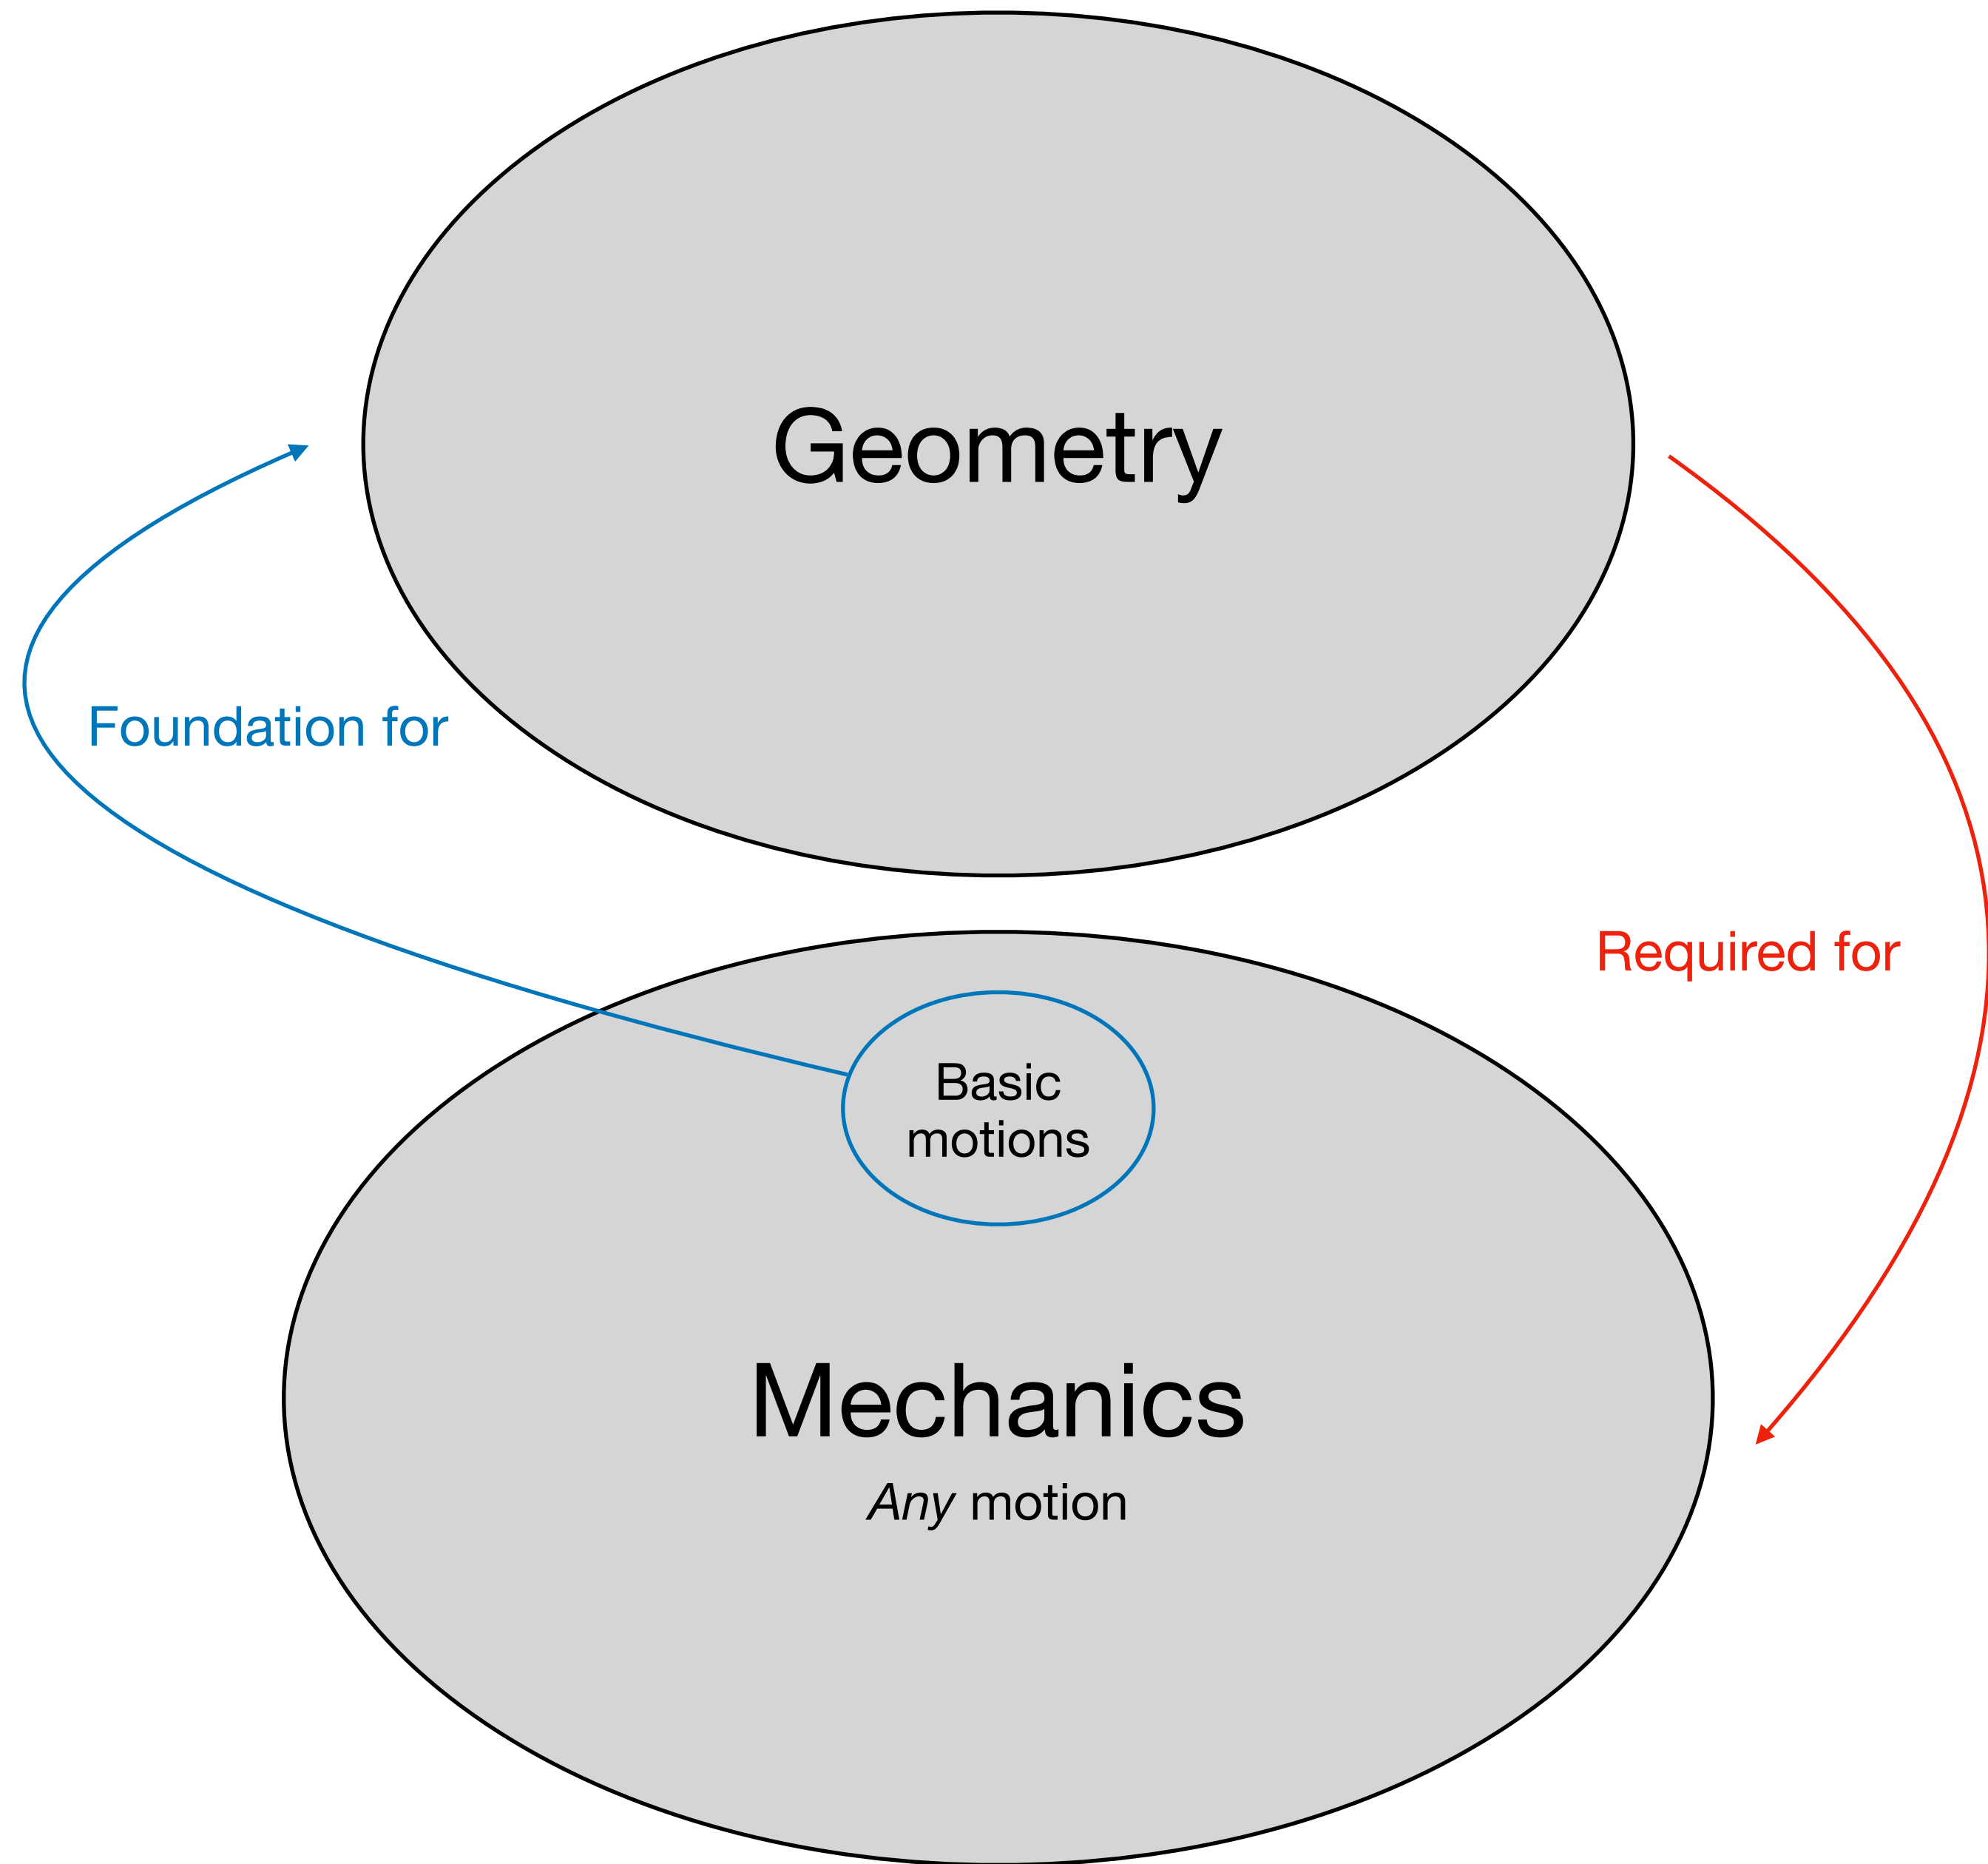 Geometry
Foundation for
Required for
Basic
motions
Mechanics
Any motion